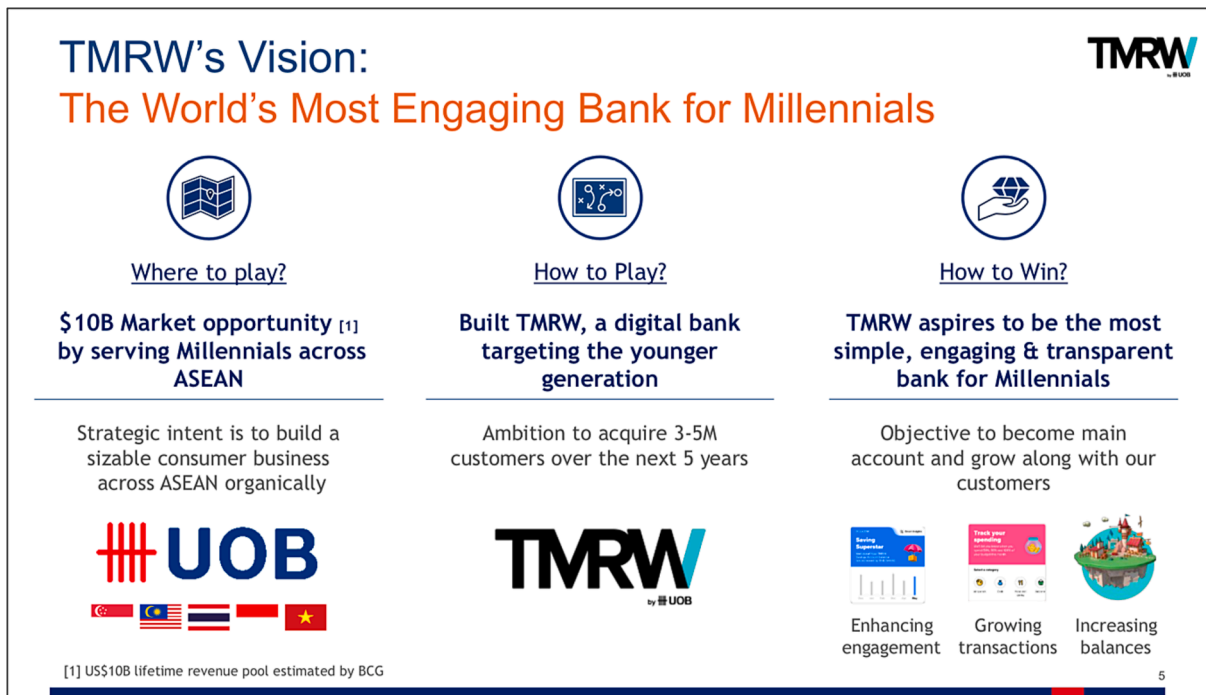 TMRW's Vision:
The World's Most Engaging Bank for Millennials
TMRW
by UOB
Where to play?
$10B Market opportunity [1]
by serving Millennials across
ASEAN
Strategic intent is to build a
sizable consumer business
across ASEAN organically
UOB
How to Play?
Built TMRW, a digital bank
targeting the younger
generation
Ambition to acquire 3-5M
customers over the next 5 years
TMRW
by UOB
How to Win?
TMRW aspires to be the most
simple, engaging & transparent
bank for Millennials
Objective to become main
account and grow along with our
customers
Saving
Superstar
Track your
spending
Enhancing
engagement
Growing
transactions
Increasing
balances
[1] US$10B lifetime revenue pool estimated by BCG
5